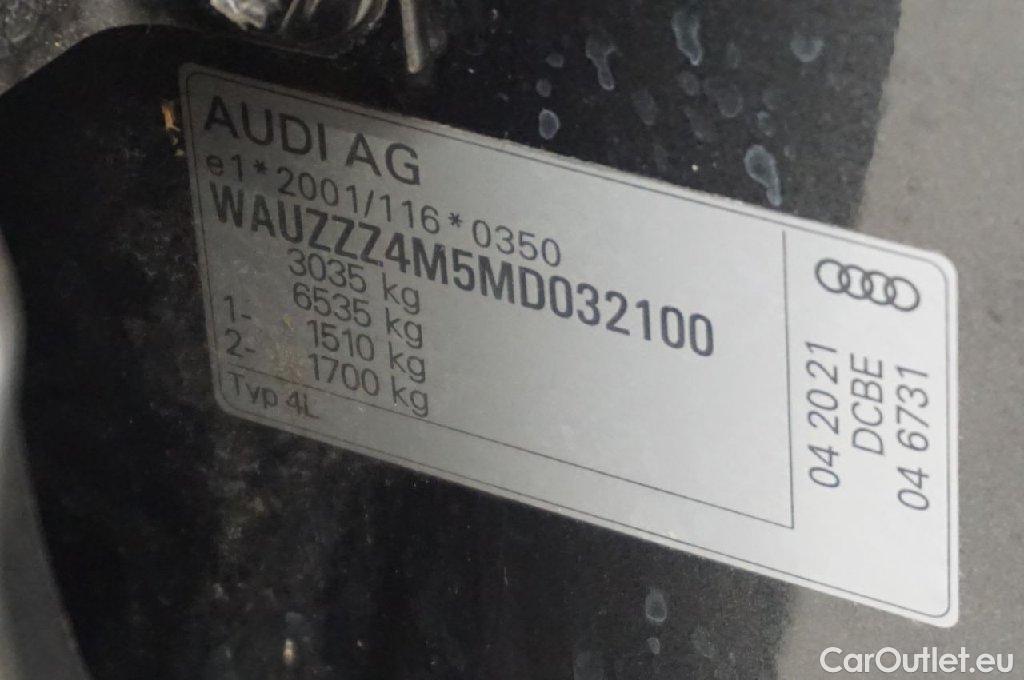 AUDI AG
e1*2001/116*0350
WAUZZZ4M5MD032100
3035 kg
6535 kg
1- 1510 kg
2- 1700 kg
Typ 4L
04 2021
DCBE
04 6731
CarOutlet.eu